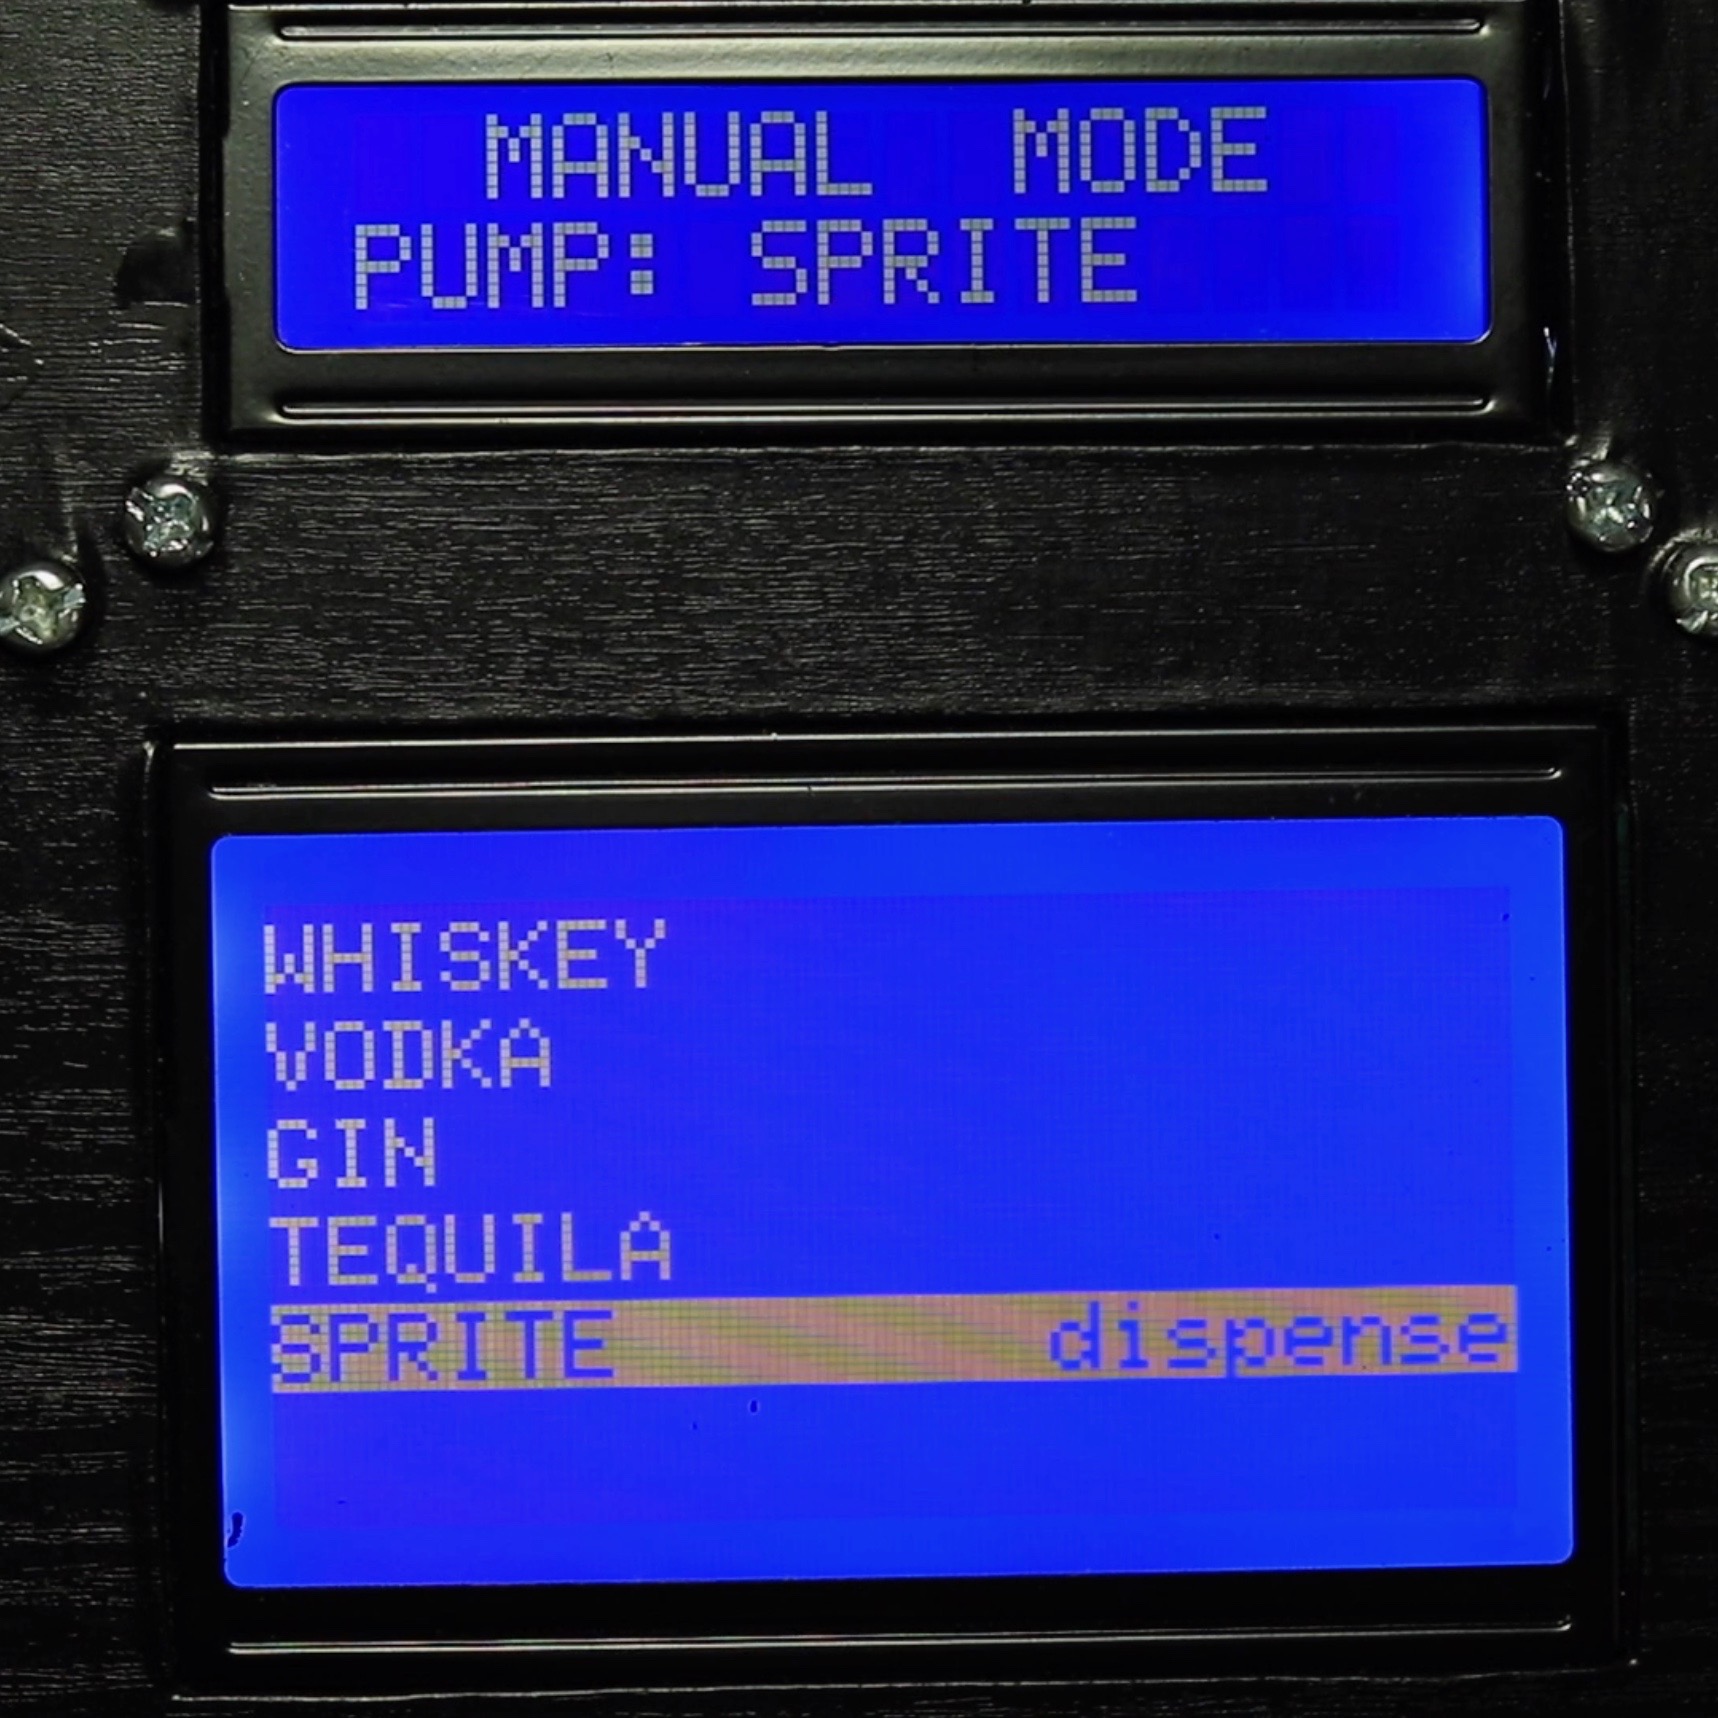 MANUAL MODE
PUMP: SPRITE
WHISKEY
VODKA
GIN
TEQUILA
SPRITE dispense